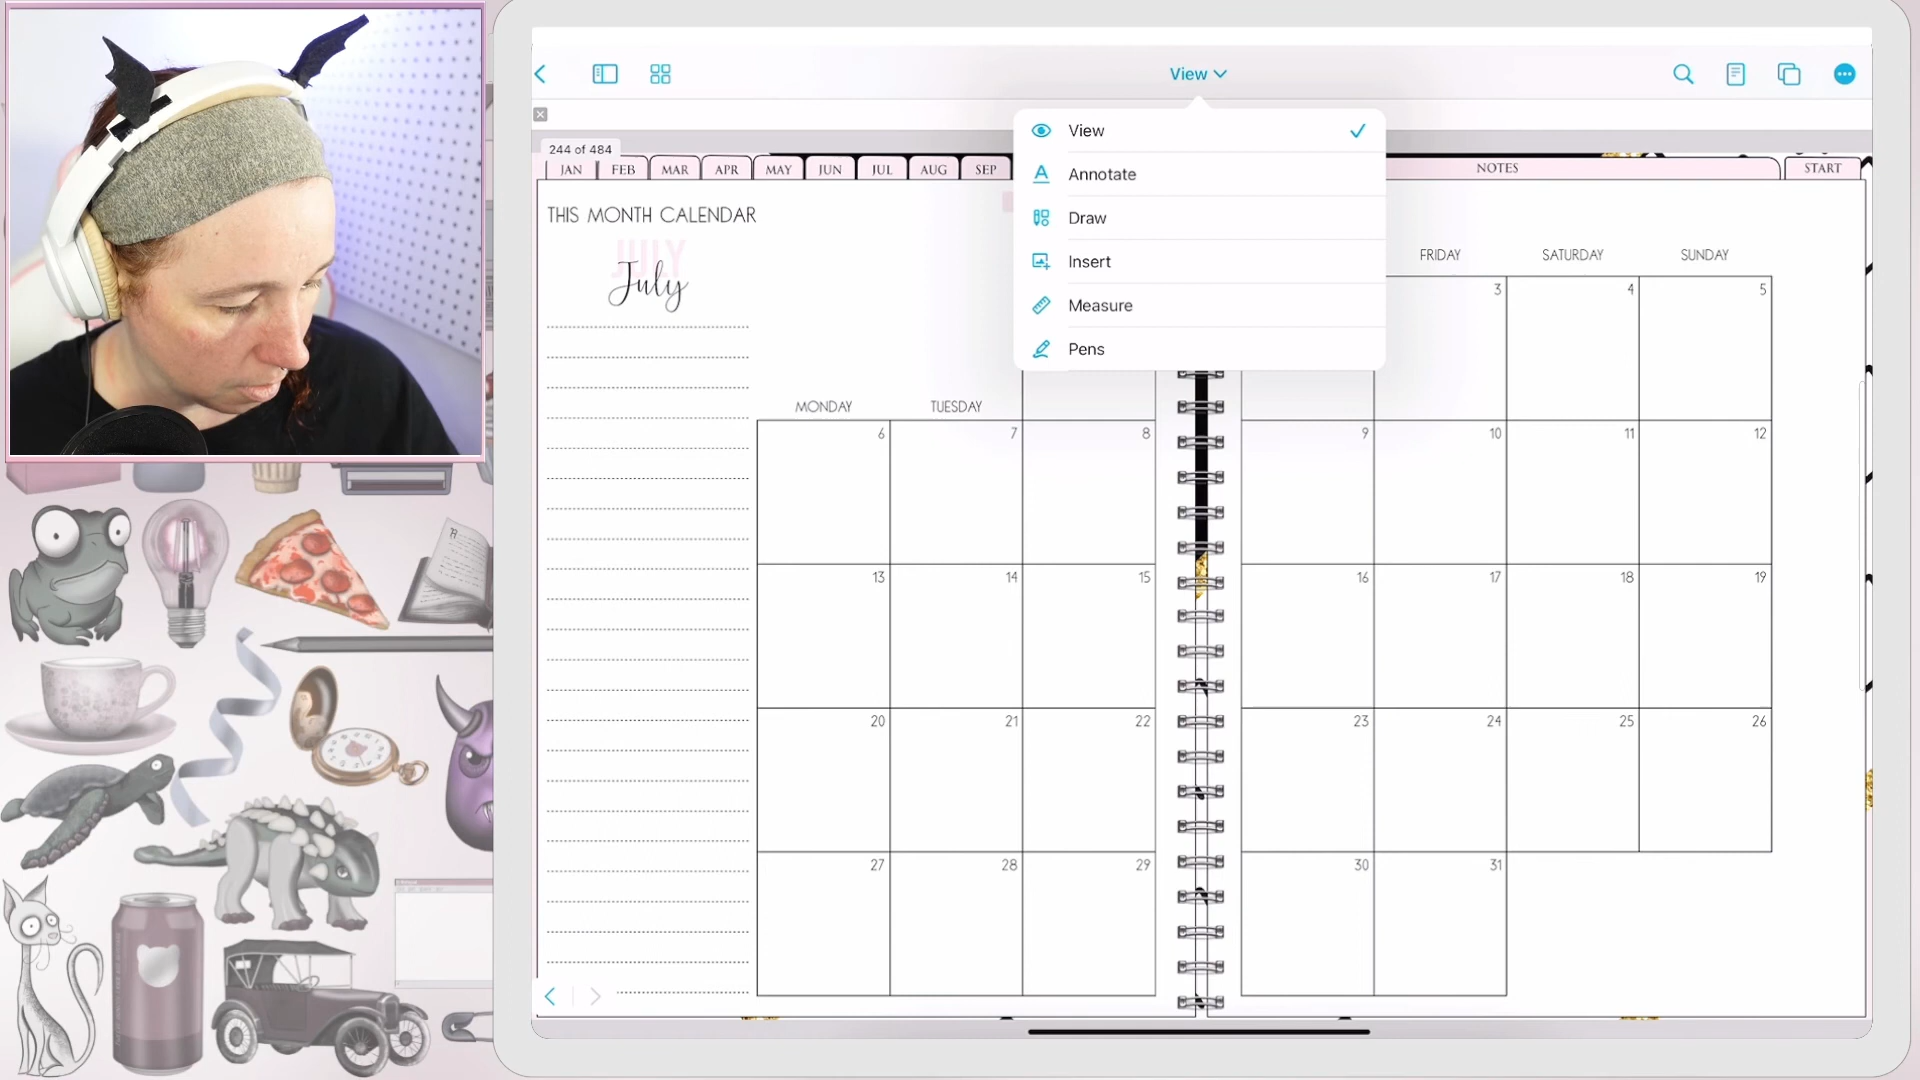 View
View
Annotate
Draw
Insert
Measure
Pens
244 of 484
JAN FEB MAR APR MAY JUN JUL AUG SEP NOTES START
THIS MONTH CALENDAR
JULY
July
FRIDAY SATURDAY SUNDAY
3 4 5
MONDAY TUESDAY
6 7 8 9 10 11 12
13 14 15 16 17 18 19
20 21 22 23 24 25 26
27 28 29 30 31